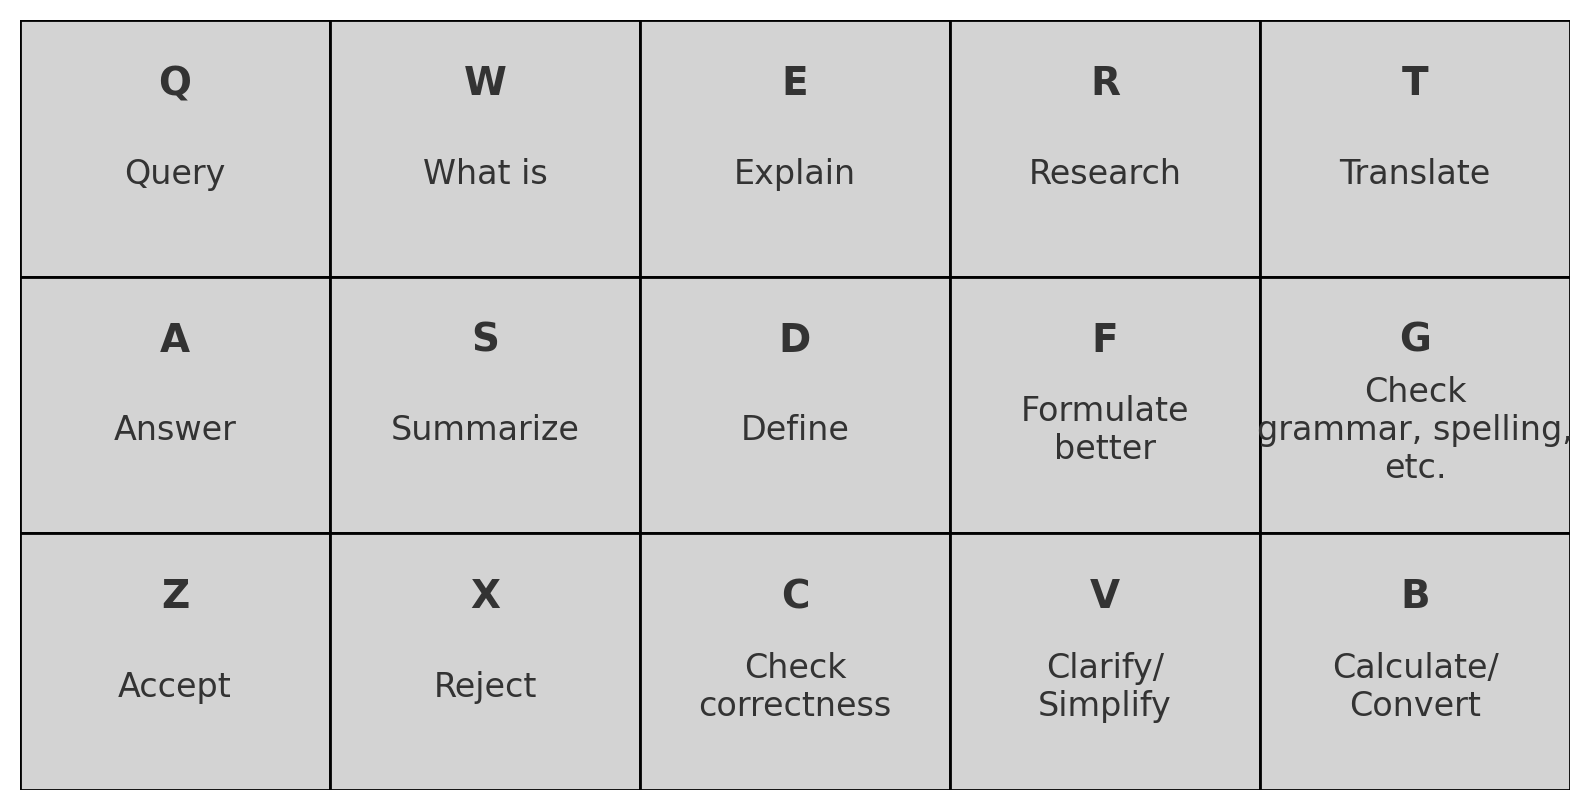 Q
Query
W
What is
E
Explain
R
Research
T
Translate
A
Answer
S
Summarize
D
Define
F
Formulate
better
G
Check
grammar, spelling,
etc.
Z
Accept
X
Reject
C
Check
correctness
V
Clarify/
Simplify
B
Calculate/
Convert